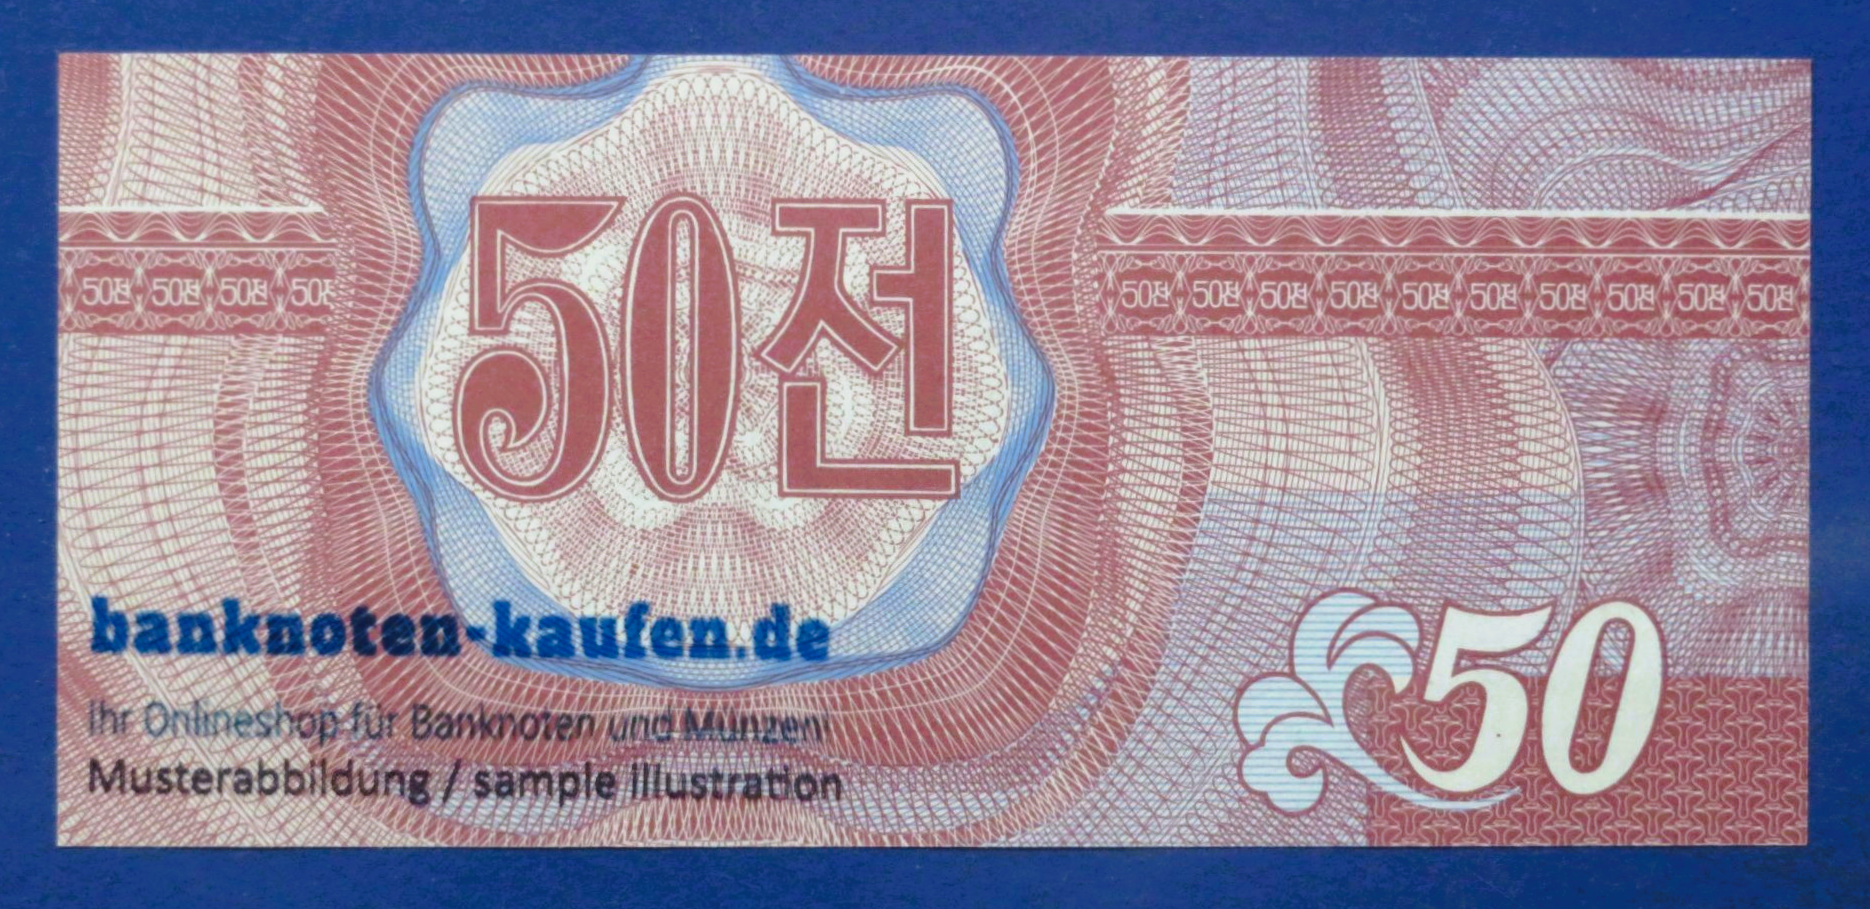 50전
50전 50전 50전 50전
50전 50전 50전 50전 50전 50전 50전 50전 50전 50전
banknoten-kaufen.de
Ihr Onlineshop für Banknoten und Münzen!
Musterabbildung / sample illustration
50